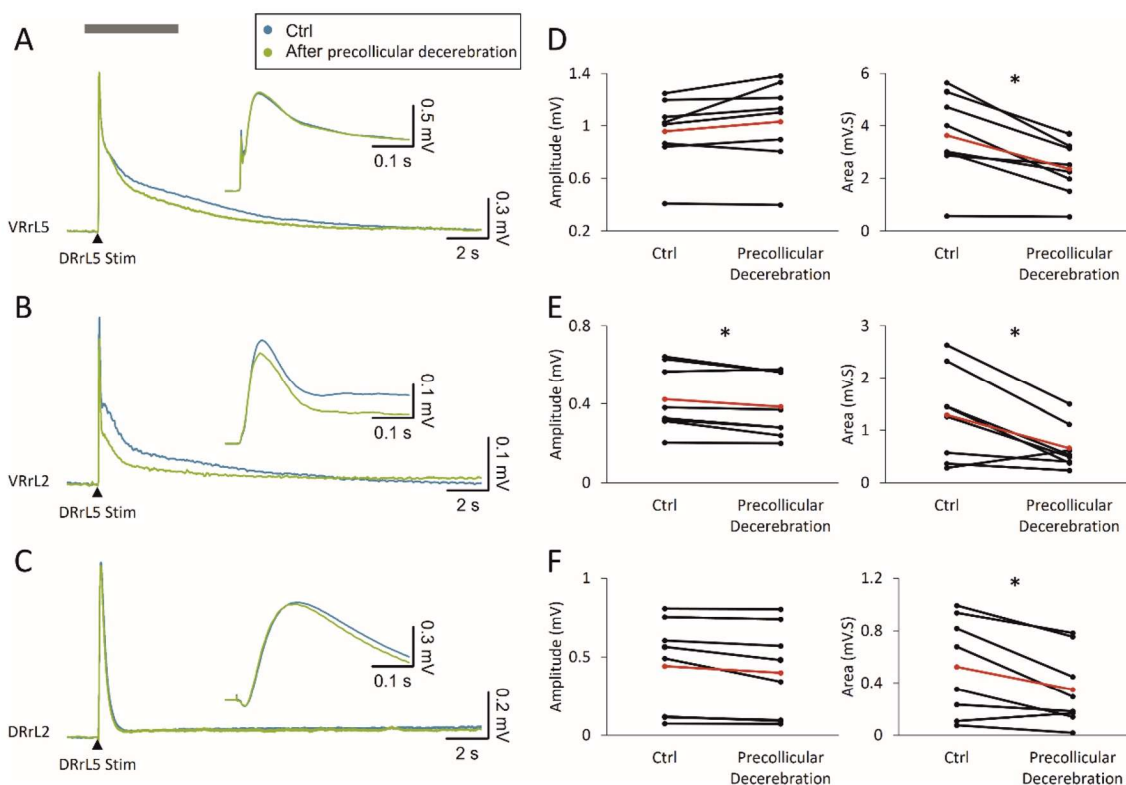 A
Ctrl
After precollicular decerebration
0.5 mV
0.1 s
0.3 mV
2 s
VRrL5
DRrL5 Stim
B
0.1 mV
0.1 s
0.1 mV
2 s
VRrL2
DRrL5 Stim
C
0.3 mV
0.1 s
0.2 mV
2 s
DRrL2
DRrL5 Stim
D
Amplitude (mV)
1.4
1
0.6
0.2
Ctrl
Precollicular
Decerebration
Area (mV.S)
6
4
2
0
*
Ctrl
Precollicular
Decerebration
E
Amplitude (mV)
0.8
0.4
0
*
Ctrl
Precollicular
Decerebration
Area (mV.S)
3
2
1
0
*
Ctrl
Precollicular
Decerebration
F
Amplitude (mV)
1
0.5
0
Ctrl
Precollicular
Decerebration
Area (mV.S)
1.2
0.8
0.4
0
*
Ctrl
Precollicular
Decerebration